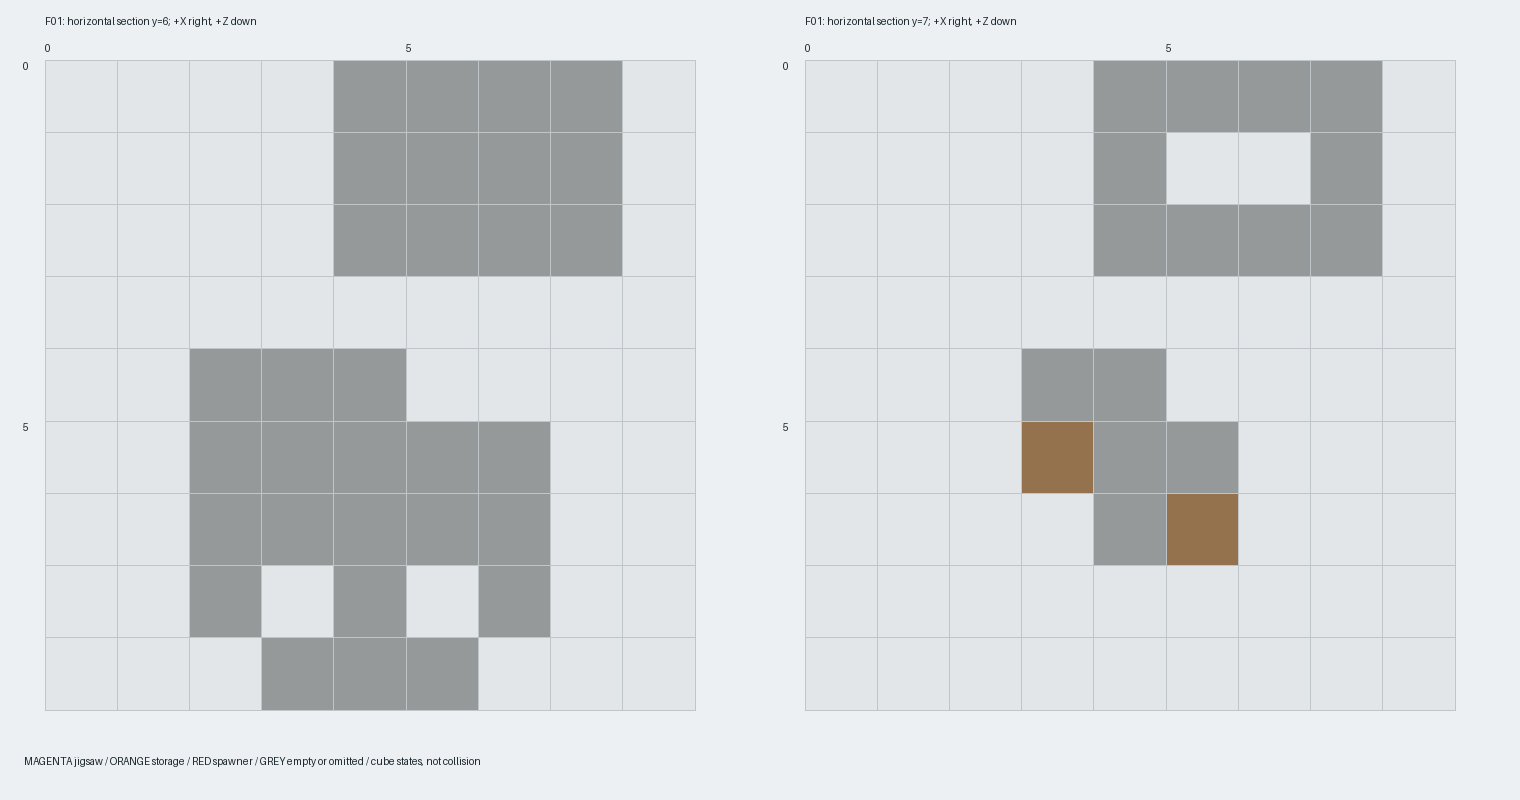 F01: horizontal section y=6; +X right, +Z down
F01: horizontal section y=7; +X right, +Z down
0 5
0 5
0
0
5
5
MAGENTA jigsaw / ORANGE storage / RED spawner / GREY empty or omitted / cube states, not collision